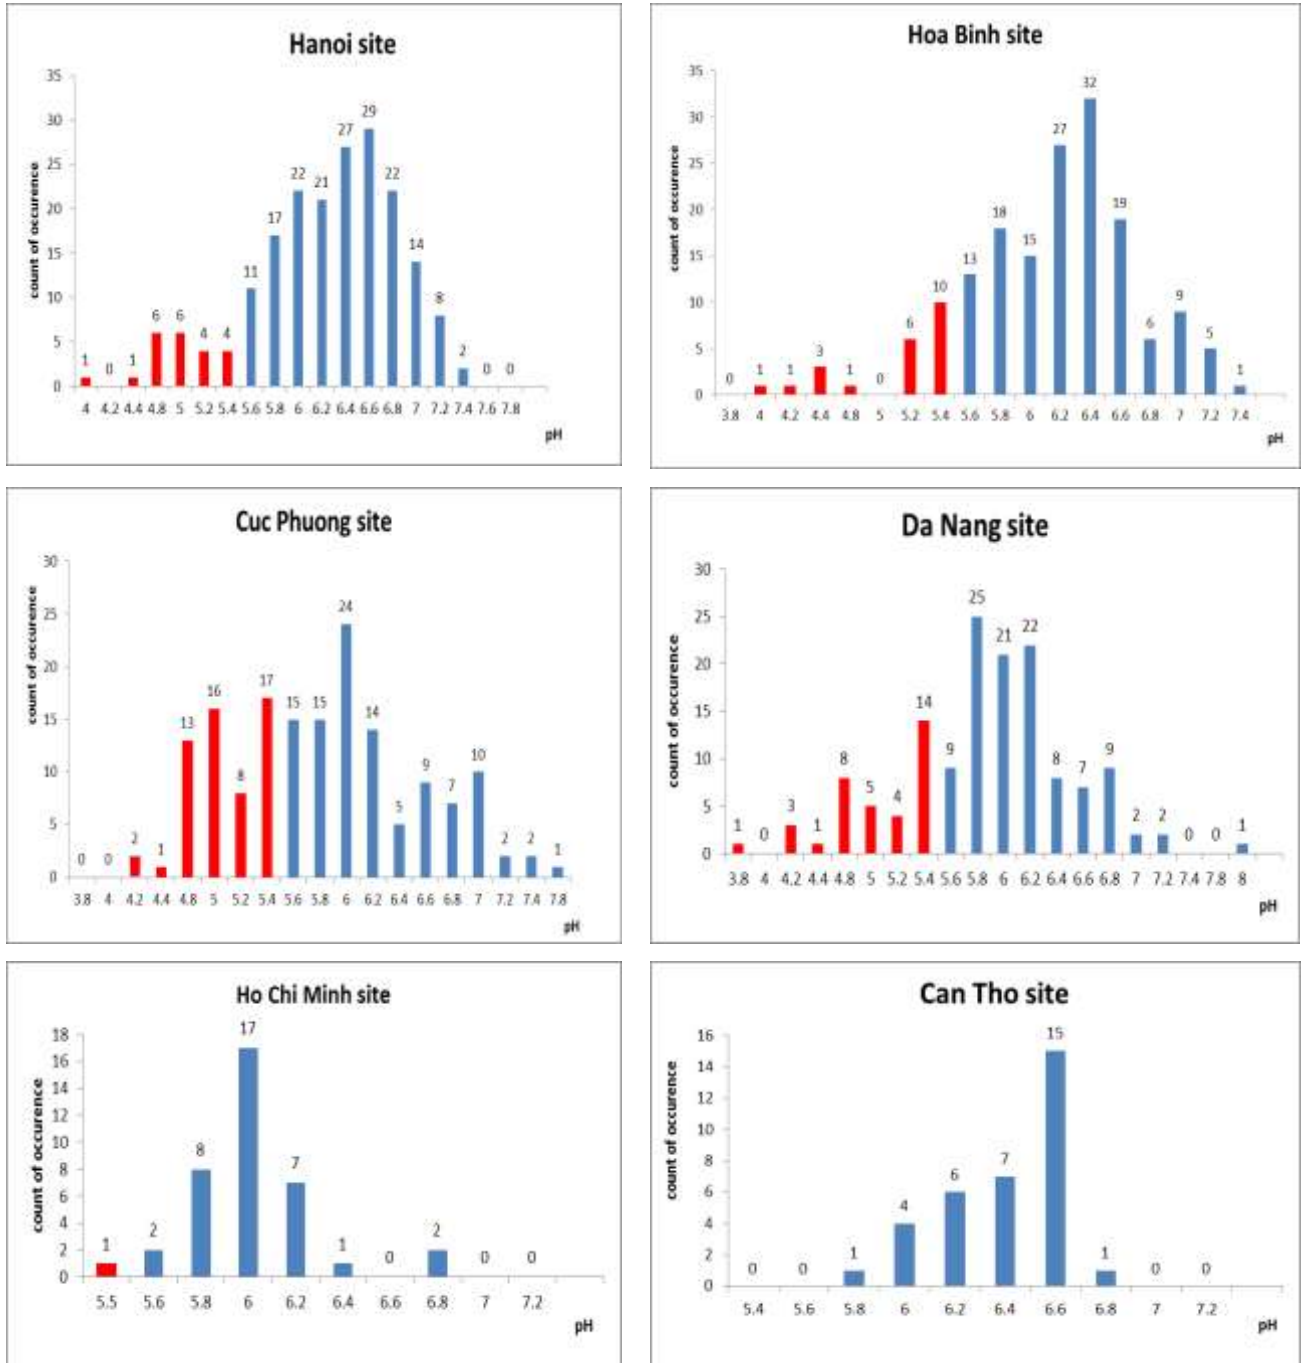 Hanoi site
35
30
25
20
15
10
5
0
count of occurence
1 0 1 6 6 4 4 11 17 22 21 27 29 22 14 8 2 0 0
4 4.2 4.4 4.8 5 5.2 5.4 5.6 5.8 6 6.2 6.4 6.6 6.8 7 7.2 7.4 7.6 7.8
pH
Hoa Binh site
35
30
25
20
15
10
5
0
count of occurence
0 1 1 3 1 0 6 10 13 18 15 27 32 19 6 9 5 1
3.8 4 4.2 4.4 4.8 5 5.2 5.4 5.6 5.8 6 6.2 6.4 6.6 6.8 7 7.2 7.4
pH
Cuc Phuong site
30
25
20
15
10
5
0
count of occurence
0 0 2 1 13 16 8 17 15 15 24 14 5 9 7 10 2 2 1
3.8 4 4.2 4.4 4.8 5 5.2 5.4 5.6 5.8 6 6.2 6.4 6.6 6.8 7 7.2 7.4 7.8
pH
Da Nang site
30
25
20
15
10
5
0
count of occurence
1 0 3 1 8 5 4 14 9 25 21 22 8 7 9 2 2 0 0 1
3.8 4 4.2 4.4 4.8 5 5.2 5.4 5.6 5.8 6 6.2 6.4 6.6 6.8 7 7.2 7.4 7.8 8
pH
Ho Chi Minh site
18
16
14
12
10
8
6
4
2
0
count of occurence
1 2 8 17 7 1 0 2 0 0
5.5 5.6 5.8 6 6.2 6.4 6.6 6.8 7 7.2
pH
Can Tho site
16
14
12
10
8
6
4
2
0
count of occurence
0 0 1 4 6 7 15 1 0 0
5.4 5.6 5.8 6 6.2 6.4 6.6 6.8 7 7.2
pH